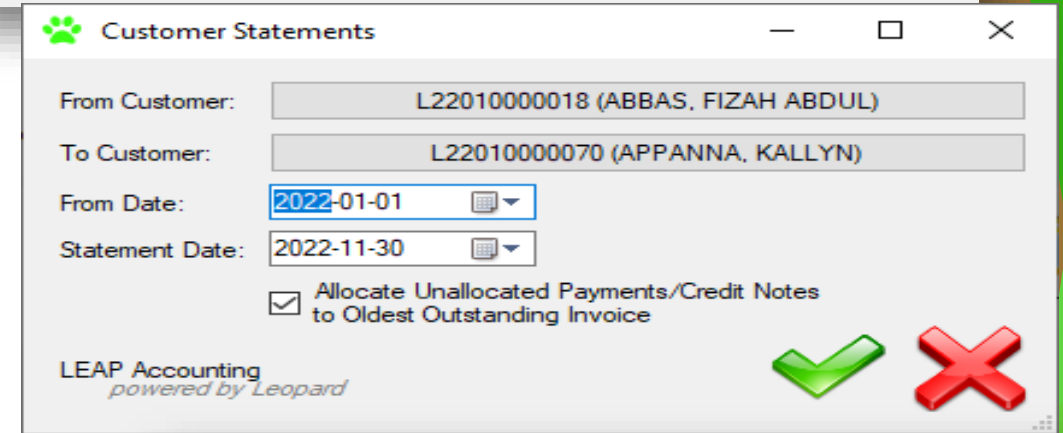 Customer Statements
From Customer: L22010000018 (ABBAS, FIZAH ABDUL)
To Customer: L22010000070 (APPANNA, KALLYN)
From Date: 2022-01-01
Statement Date: 2022-11-30
Allocate Unallocated Payments/Credit Notes
to Oldest Outstanding Invoice
LEAP Accounting
powered by Leopard